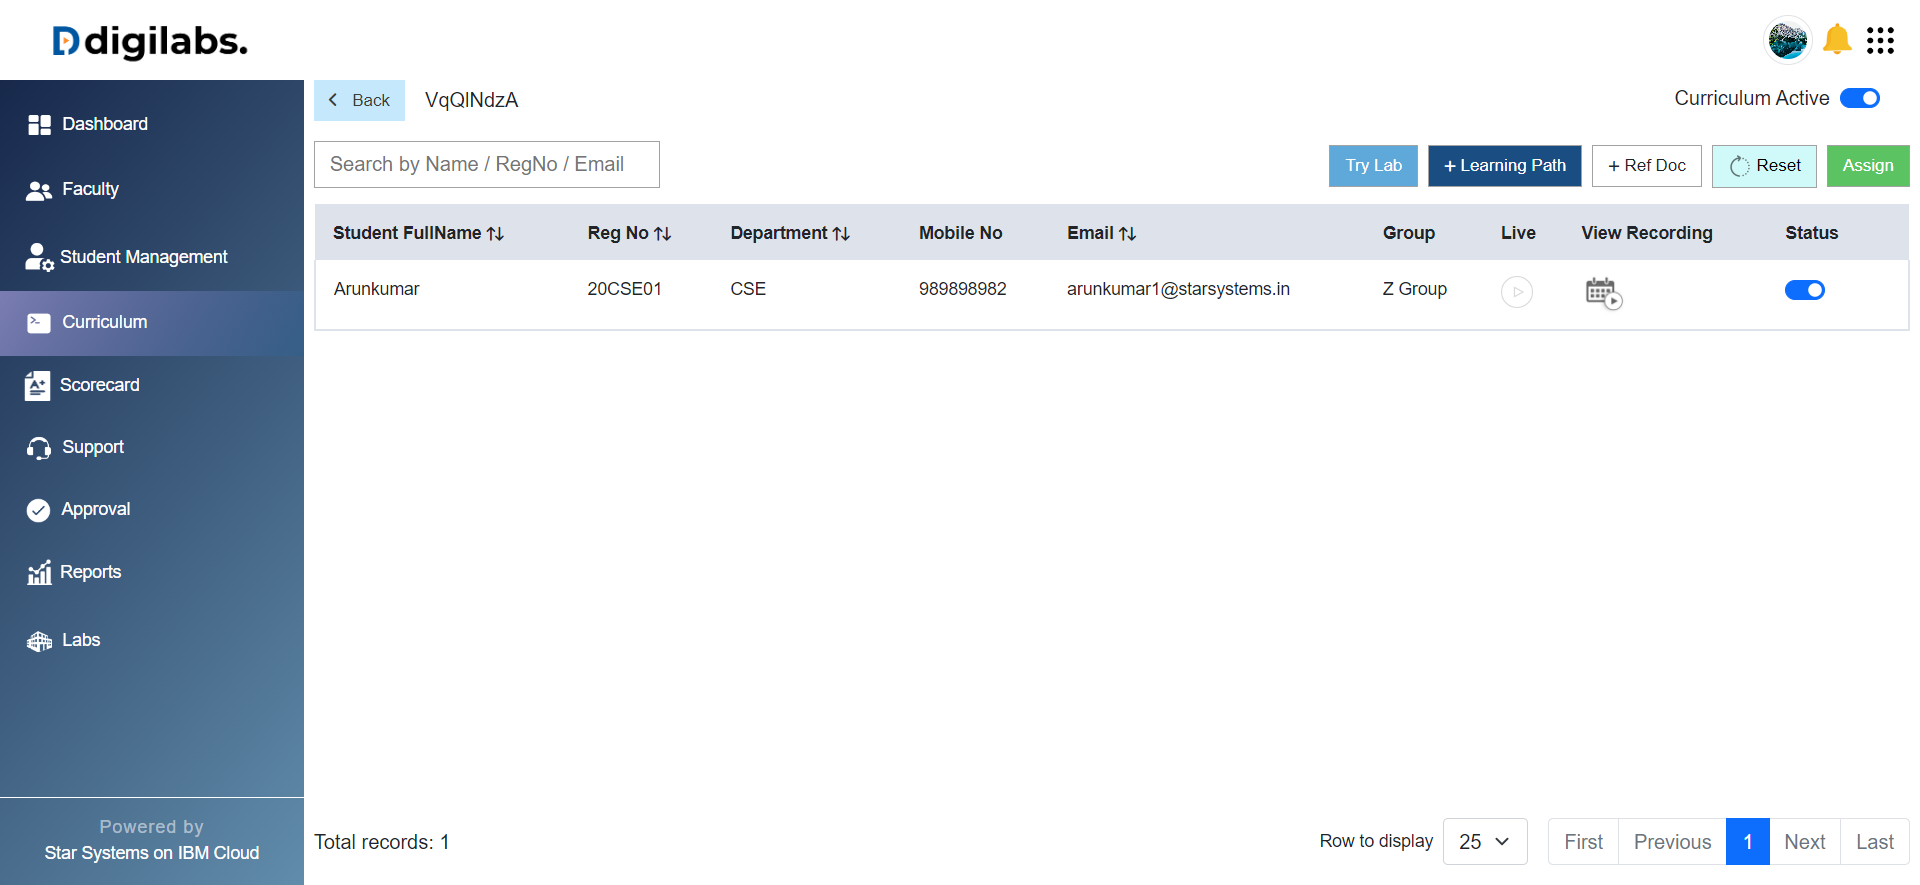 digilabs.
Dashboard
Faculty
Student Management
Curriculum
Scorecard
Support
Approval
Reports
Labs
Powered by
Star Systems on IBM Cloud
Back VqQlNdzA Curriculum Active
Search by Name / RegNo / Email Try Lab + Learning Path + Ref Doc Reset Assign
Student FullName Reg No Department Mobile No Email Group Live View Recording Status
Arunkumar 20CSE01 CSE 989898982 arunkumar1@starsystems.in Z Group
Total records: 1 Row to display 25 First Previous 1 Next Last